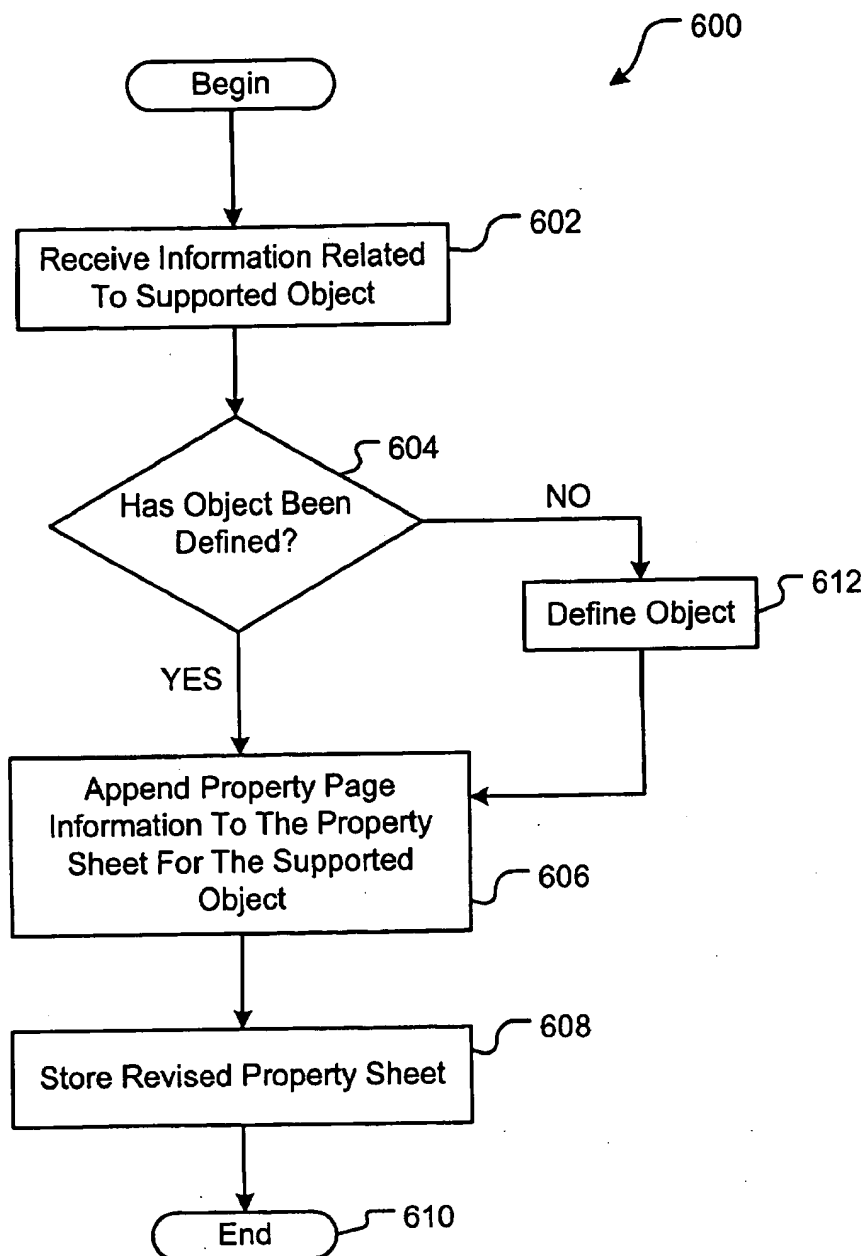 600
Begin
602
Receive Information Related
To Supported Object
604
Has Object Been
Defined?
NO
612
Define Object
YES
Append Property Page
Information To The Property
Sheet For The Supported
Object
606
608
Store Revised Property Sheet
End
610